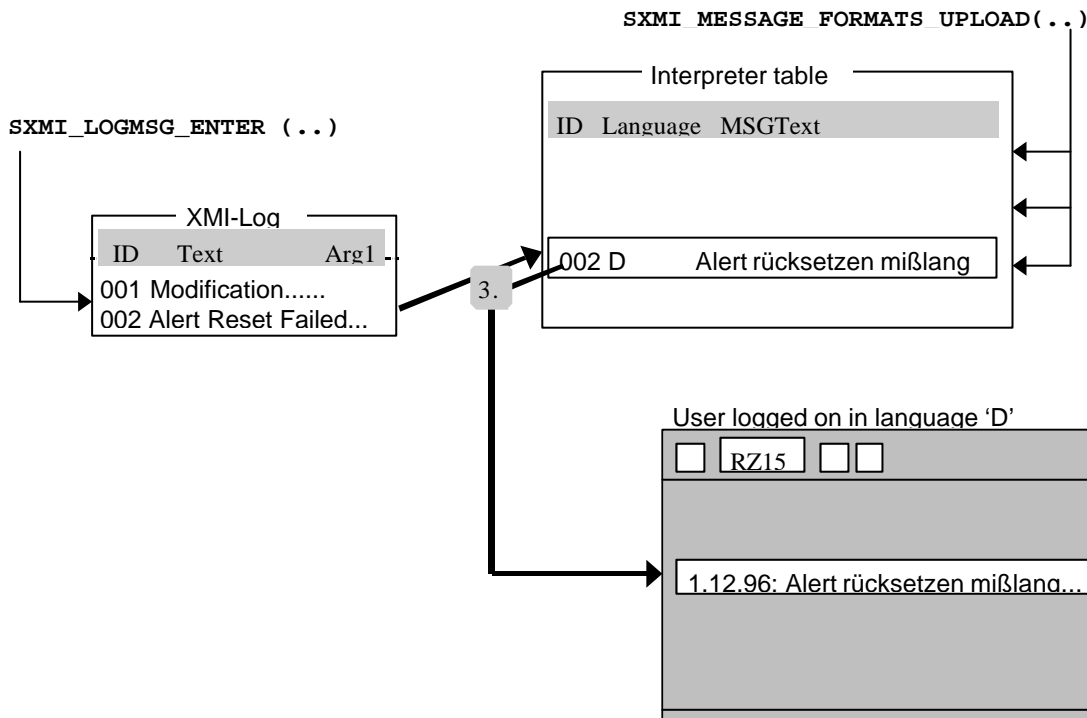 SXMI_MESSAGE_FORMATS_UPLOAD(..)
Interpreter table
ID Language MSGText
SXMI_LOGMSG_ENTER (..)
XMI-Log
ID Text Arg1
001 Modification......
002 Alert Reset Failed...
002 D Alert rücksetzen mißlang
3.
User logged on in language ‘D’
RZ15
1.12.96: Alert rücksetzen mißlang...